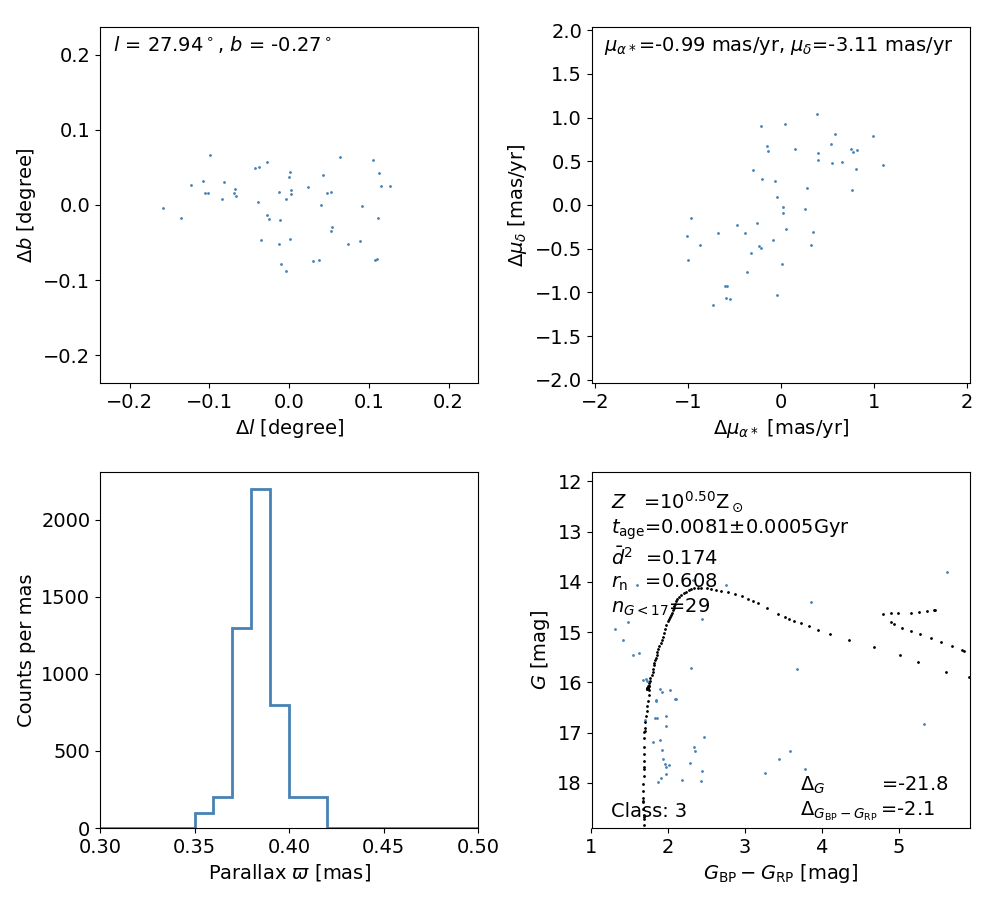 l = 27.94°, b = -0.27°
0.2
0.1
0.0
−0.1
−0.2
Δb [degree]
−0.2 −0.1 0.0 0.1 0.2
Δl [degree]
μα*=-0.99 mas/yr, μδ=-3.11 mas/yr
2.0
1.5
1.0
0.5
0.0
−0.5
−1.0
−1.5
−2.0
Δμδ [mas/yr]
−2 −1 0 1 2
Δμα* [mas/yr]
2000
1500
1000
500
0
Counts per mas
0.30 0.35 0.40 0.45 0.50
Parallax ϖ [mas]
12
13
14
15
16
17
18
G [mag]
Z =10^0.50 Z⊙
t_age=0.0081±0.0005Gyr
d̄² =0.174
r_n =0.608
n_G<17=29
Δ_G =-21.8
Class: 3
Δ_GBP−GRP =-2.1
1 2 3 4 5
G_BP − G_RP [mag]